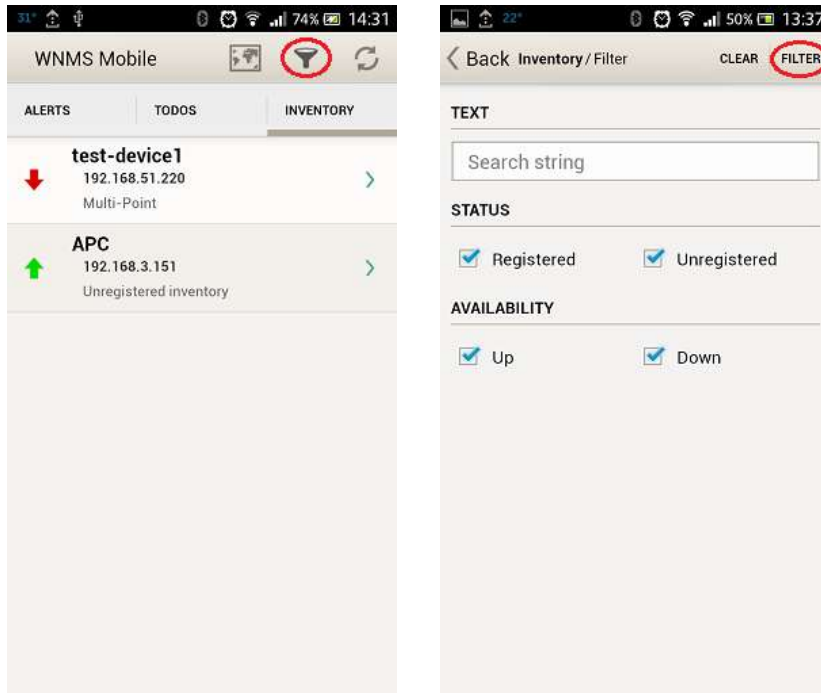 31° 74% 14:31
WNMS Mobile
ALERTS TODOS INVENTORY
test-device1
192.168.51.220
Multi-Point
APC
192.168.3.151
Unregistered inventory
22° 50% 13:37
Back Inventory / Filter CLEAR FILTER
TEXT
Search string
STATUS
Registered Unregistered
AVAILABILITY
Up Down